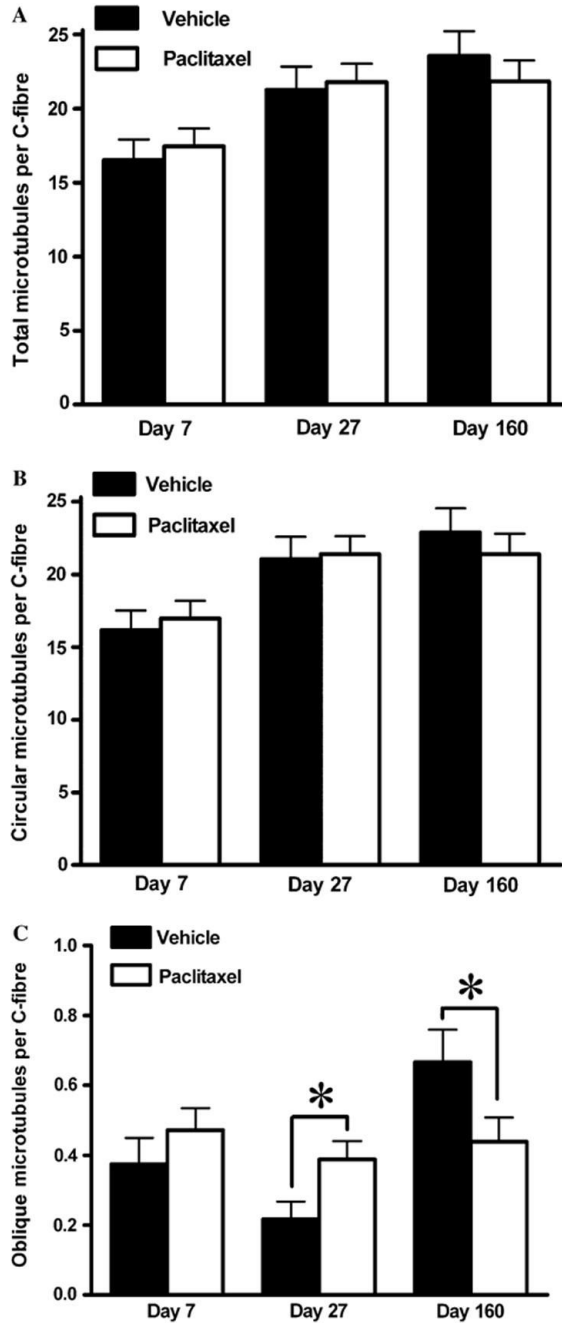 A
Vehicle
Paclitaxel
Total microtubules per C-fibre
25
20
15
10
5
0
Day 7 Day 27 Day 160
B
Vehicle
Paclitaxel
Circular microtubules per C-fibre
25
20
15
10
5
0
Day 7 Day 27 Day 160
C
Vehicle
Paclitaxel
Oblique microtubules per C-fibre
1.0
0.8
0.6
0.4
0.2
0.0
*
*
Day 7 Day 27 Day 160